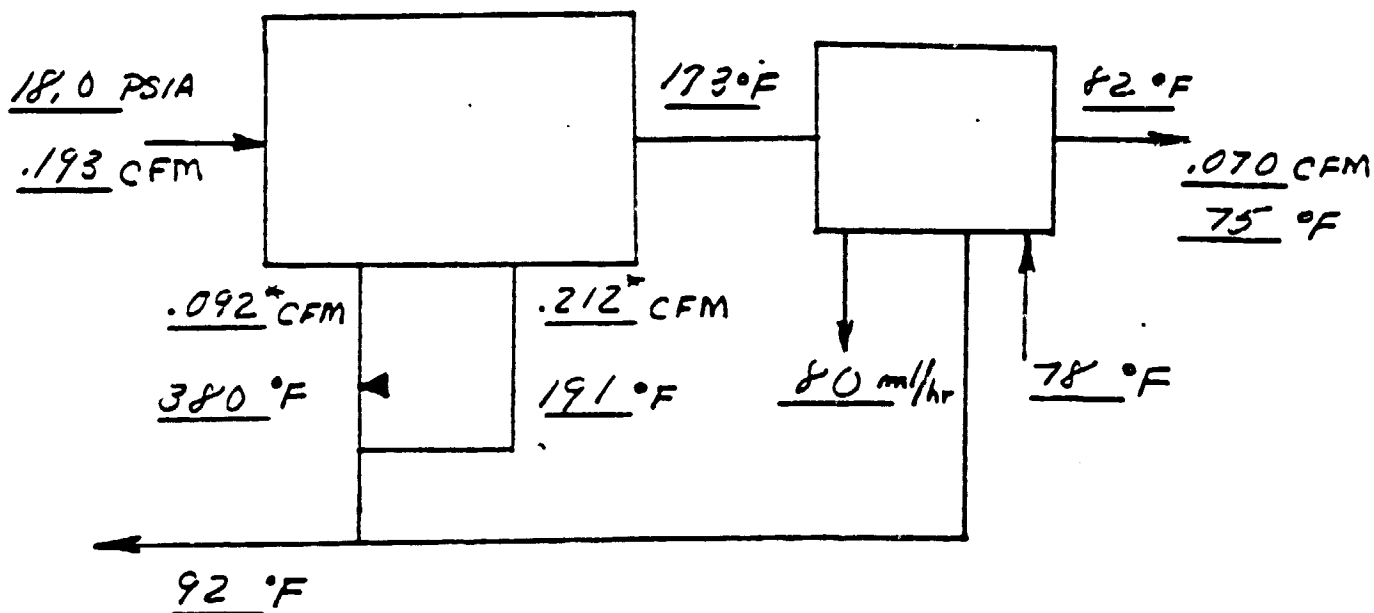 18,0 PSIA
.193 CFM
173°F
82 °F
.070 CFM
75 °F
.092* CFM
.212* CFM
380 °F
191 °F
80 ml/hr
78 °F
92 °F